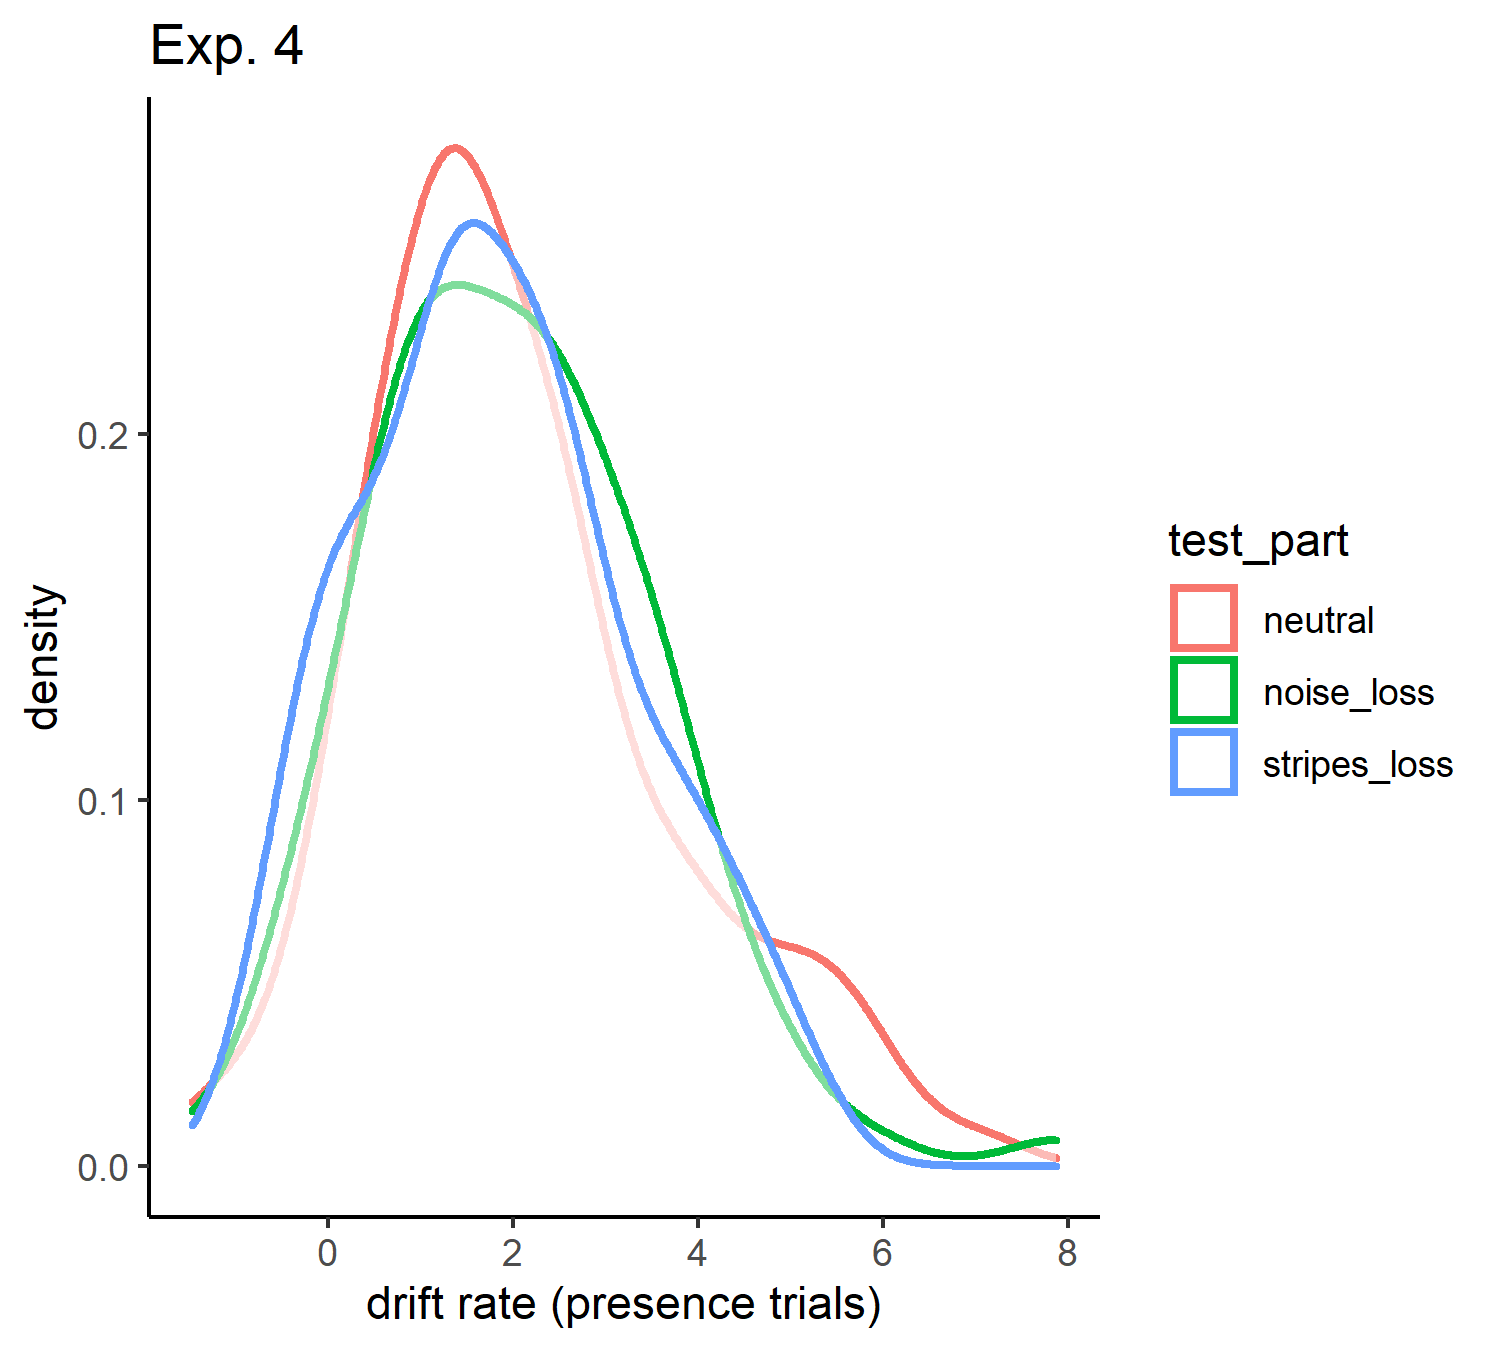 Exp. 4
density
0.2
0.1
0.0
0 2 4 6 8
drift rate (presence trials)
test_part
neutral
noise_loss
stripes_loss